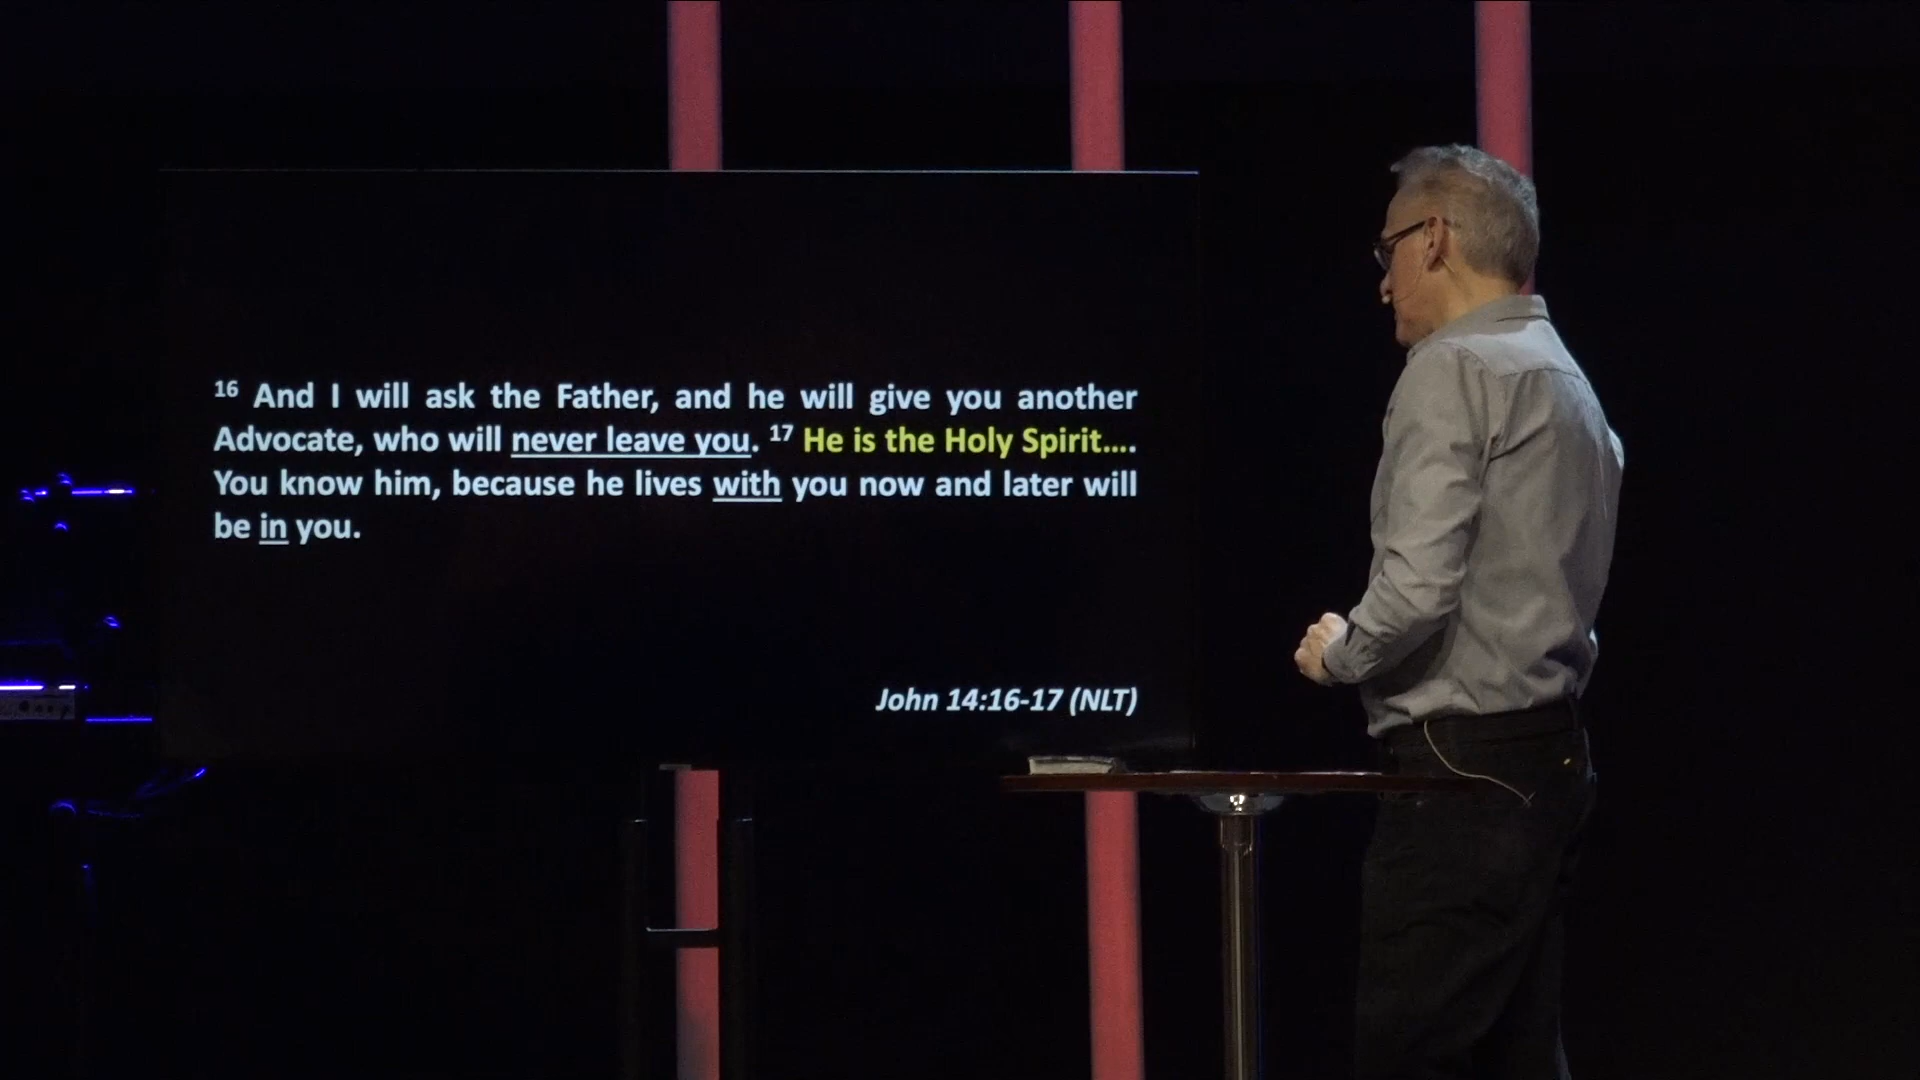 16 And I will ask the Father, and he will give you another
Advocate, who will never leave you. 17 He is the Holy Spirit....
You know him, because he lives with you now and later will
be in you.
John 14:16-17 (NLT)